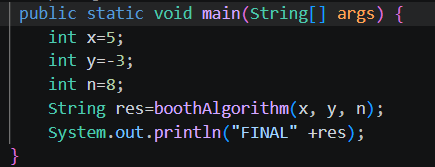 public static void main(String[] args) {
int x=5;
int y=-3;
int n=8;
String res=boothAlgorithm(x, y, n);
System.out.println("FINAL" +res);
}